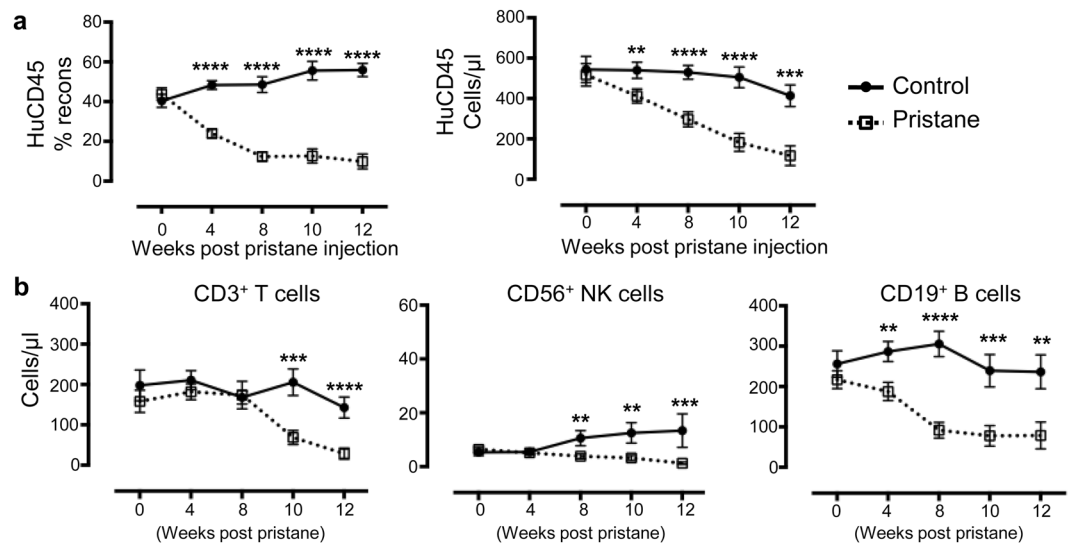 a
HuCD45
% recons
80
60
40
20
0
**** **** **** ****
0 4 8 10 12
Weeks post pristane injection
HuCD45
Cells/µl
800
600
400
200
0
** **** **** ***
0 4 8 10 12
Weeks post pristane injection
Control
Pristane
b
CD3⁺ T cells
Cells/µl
400
300
200
100
0
*** ****
0 4 8 10 12
(Weeks post pristane)
CD56⁺ NK cells
60
40
20
0
** ** ***
0 4 8 10 12
(Weeks post pristane)
CD19⁺ B cells
400
300
200
100
0
** **** *** **
0 4 8 10 12
(Weeks post pristane)